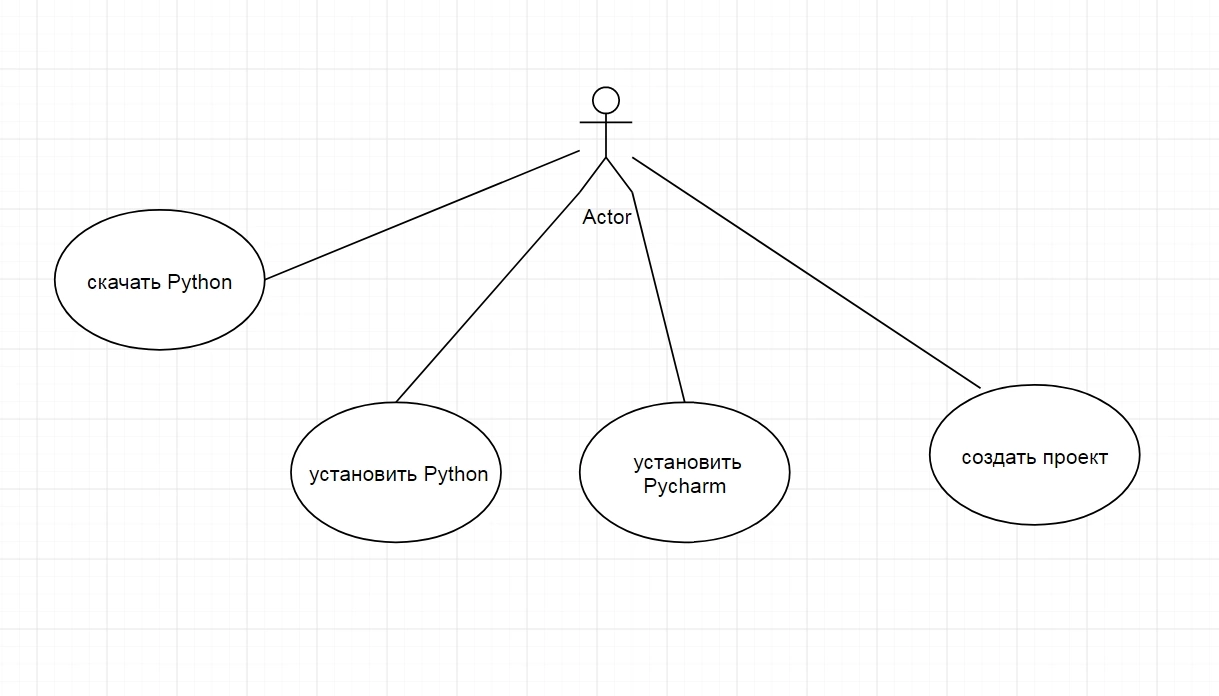 Actor
скачать Python
установить Python
установить
Pycharm
создать проект